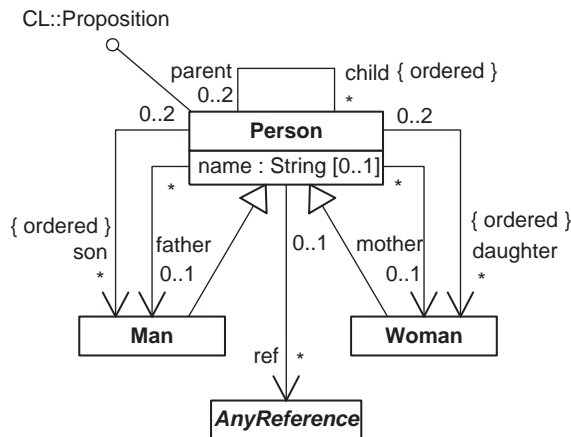 CL::Proposition
parent
child { ordered }
0..2
*
0..2
Person
0..2
name : String [0..1]
*
*
{ ordered }
son
*
father
0..1
0..1
mother
0..1
{ ordered }
daughter
*
Man
Woman
ref
*
AnyReference